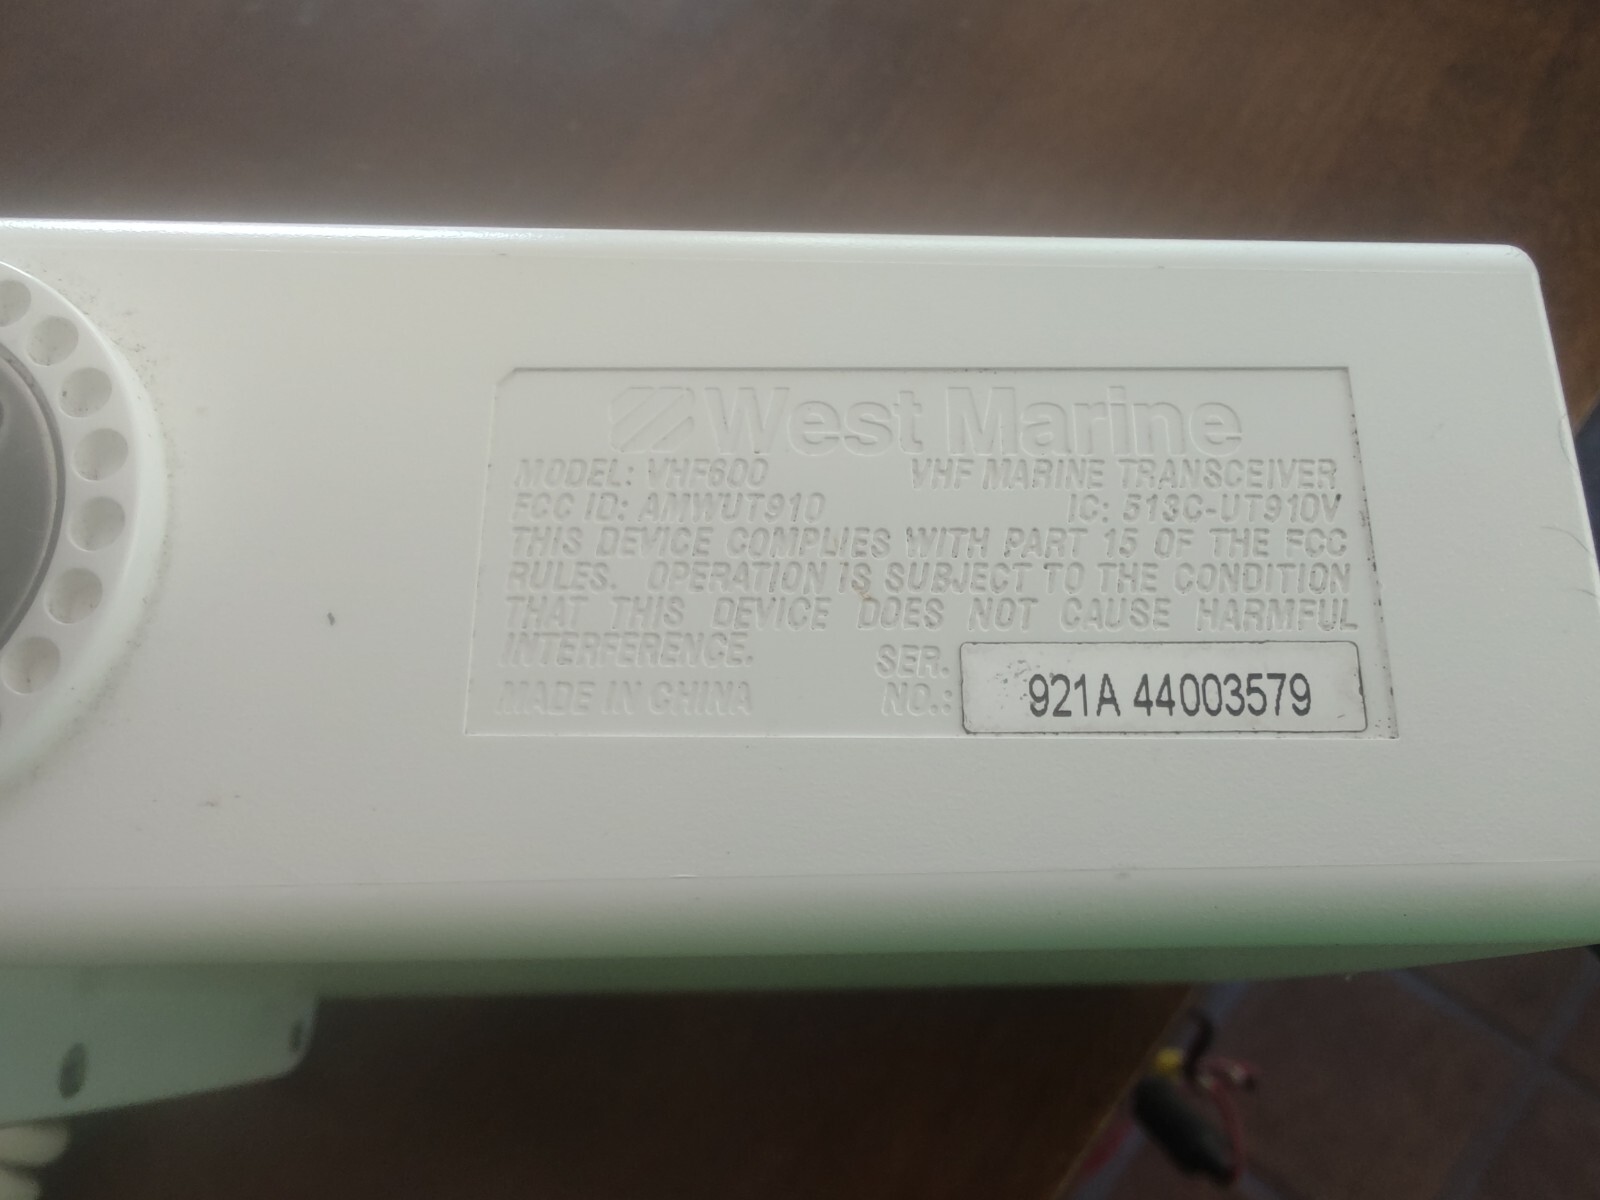 West Marine
MODEL: VHF600 VHF MARINE TRANSCEIVER
FCC ID: AMWUT910 IC: 513C-UT910V
THIS DEVICE COMPLIES WITH PART 15 OF THE FCC
RULES. OPERATION IS SUBJECT TO THE CONDITION
THAT THIS DEVICE DOES NOT CAUSE HARMFUL
INTERFERENCE.
MADE IN CHINA SER. NO.: 921A 44003579